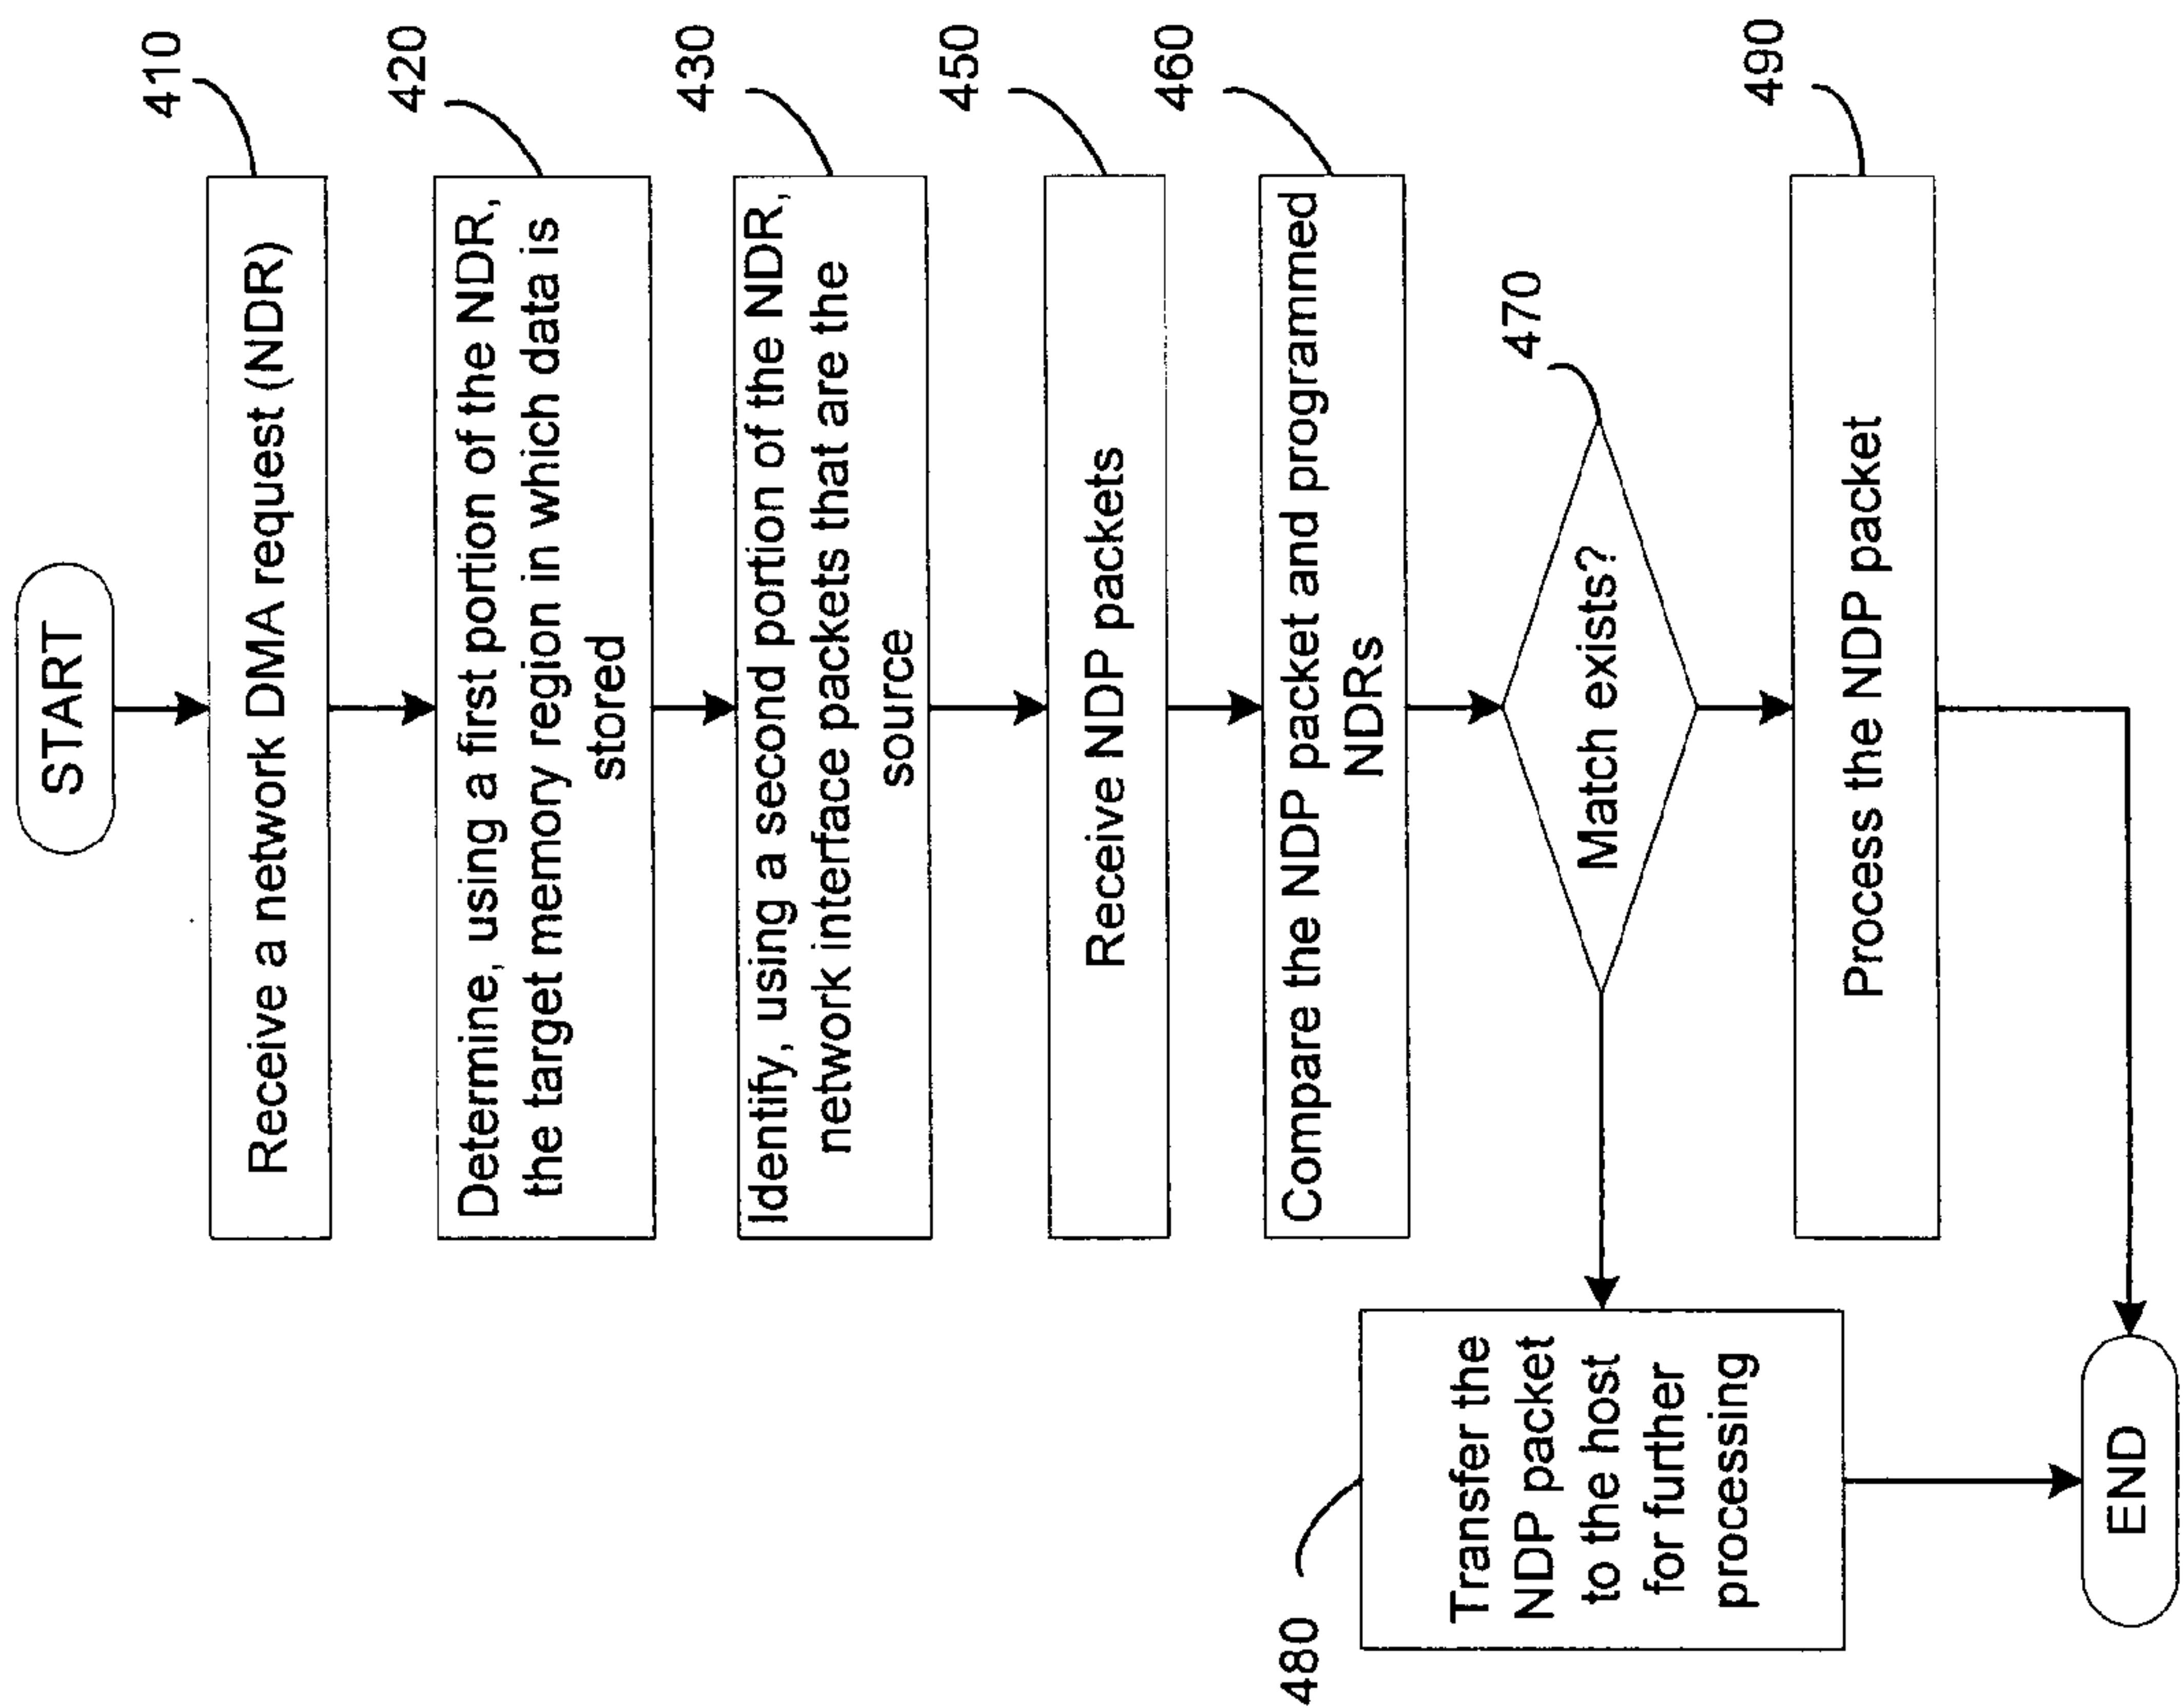 START
410
Receive a network DMA request (NDR)
420
Determine, using a first portion of the NDR,
the target memory region in which data is
stored
430
Identify, using a second portion of the NDR,
network interface packets that are the
source
450
Receive NDP packets
460
Compare the NDP packet and programmed
NDRs
470
Match exists?
480
Transfer the
NDP packet
to the host
for further
processing
490
Process the NDP packet
END